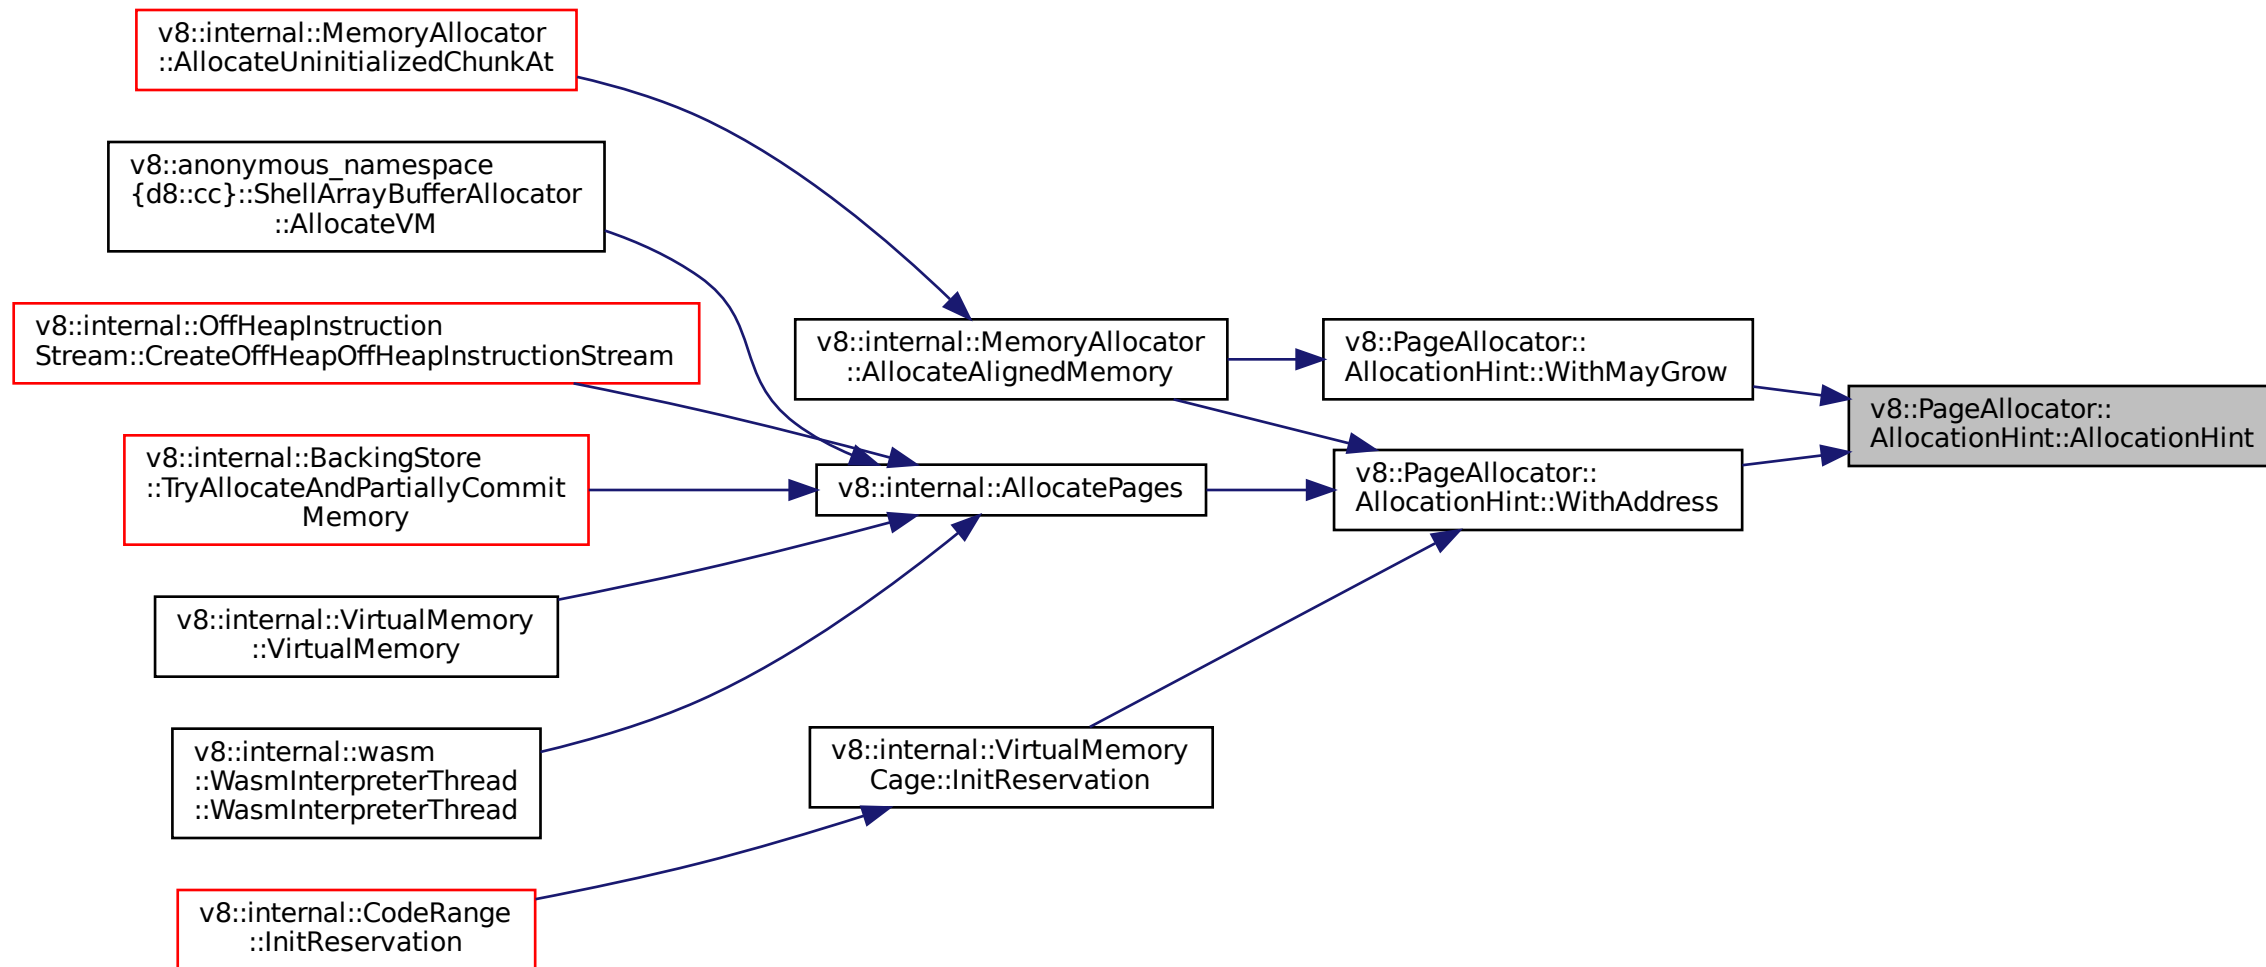 v8::internal::MemoryAllocator
::AllocateUninitializedChunkAt
v8::anonymous_namespace
{d8::cc}::ShellArrayBufferAllocator
::AllocateVM
v8::internal::OffHeapInstruction
Stream::CreateOffHeapOffHeapInstructionStream
v8::internal::BackingStore
::TryAllocateAndPartiallyCommit
Memory
v8::internal::VirtualMemory
::VirtualMemory
v8::internal::wasm
::WasmInterpreterThread
::WasmInterpreterThread
v8::internal::CodeRange
::InitReservation
v8::internal::MemoryAllocator
::AllocateAlignedMemory
v8::internal::AllocatePages
v8::internal::VirtualMemory
Cage::InitReservation
v8::PageAllocator::
AllocationHint::WithMayGrow
v8::PageAllocator::
AllocationHint::WithAddress
v8::PageAllocator::
AllocationHint::AllocationHint